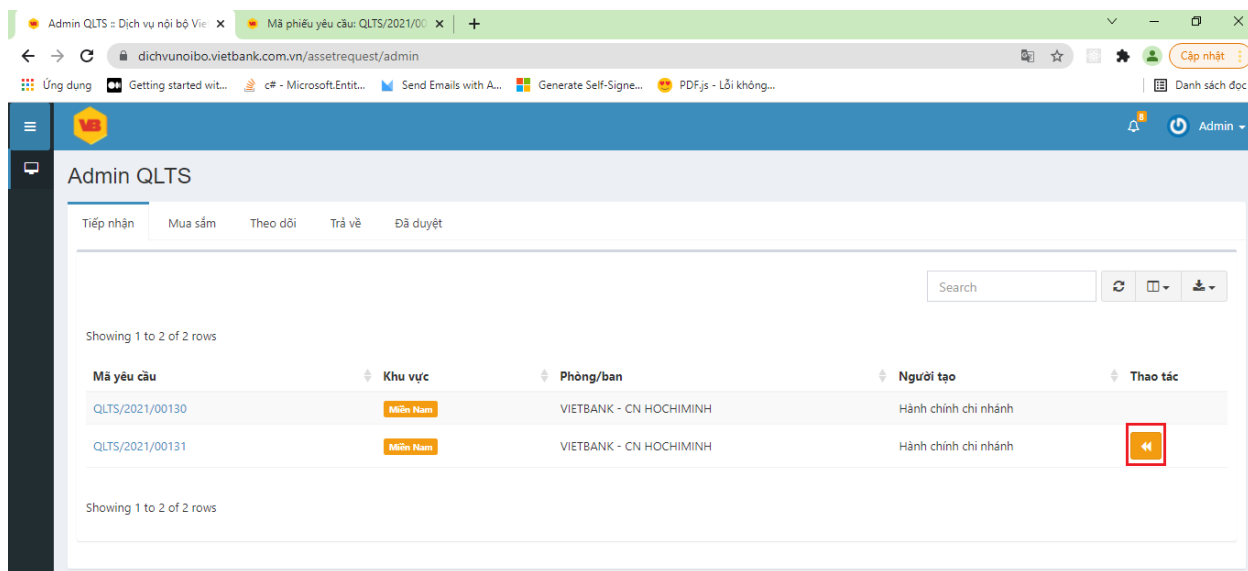 Admin QLTS :: Dịch vụ nội bộ Vie
Mã phiếu yêu cầu: QLTS/2021/00
dichvunoibo.vietbank.com.vn/assetrequest/admin
Cập nhật
Ứng dụng
Getting started wit...
c# - Microsoft.Entit...
Send Emails with A...
Generate Self-Signe...
PDF.js - Lỗi không...
Danh sách đọc
VB
8
Admin
Admin QLTS
Tiếp nhận
Mua sắm
Theo dõi
Trả về
Đã duyệt
Search
Showing 1 to 2 of 2 rows
Mã yêu cầu Khu vực Phòng/ban Người tạo Thao tác
QLTS/2021/00130 Miền Nam VIETBANK - CN HOCHIMINH Hành chính chi nhánh
QLTS/2021/00131 Miền Nam VIETBANK - CN HOCHIMINH Hành chính chi nhánh
Showing 1 to 2 of 2 rows